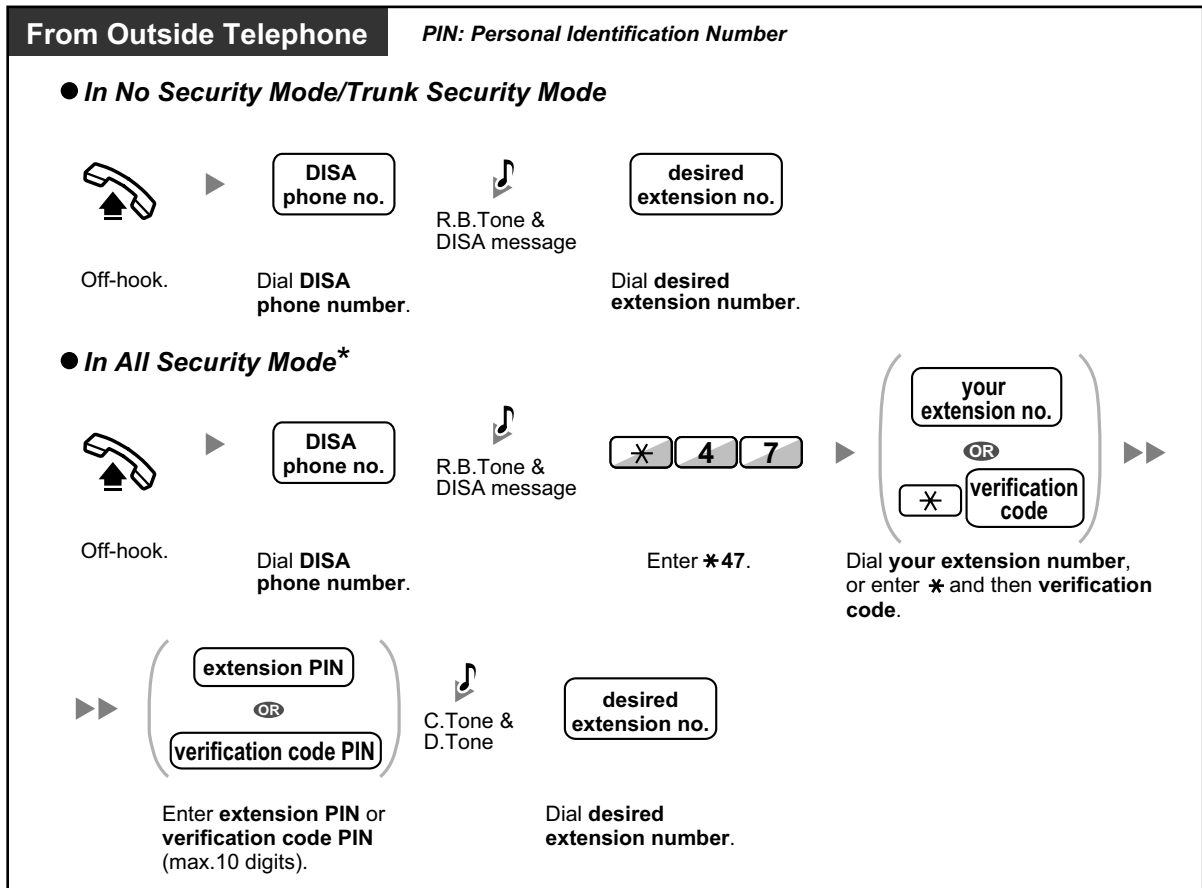 From Outside Telephone
PIN: Personal Identification Number
● In No Security Mode/Trunk Security Mode
DISA
phone no.
R.B.Tone &
DISA message
desired
extension no.
Off-hook.
Dial DISA
phone number.
Dial desired
extension number.
● In All Security Mode*
DISA
phone no.
R.B.Tone &
DISA message
* 4 7
your
extension no.
OR
* verification
code
Off-hook.
Dial DISA
phone number.
Enter *47.
Dial your extension number,
or enter * and then verification
code.
extension PIN
OR
verification code PIN
C.Tone &
D.Tone
desired
extension no.
Enter extension PIN or
verification code PIN
(max.10 digits).
Dial desired
extension number.